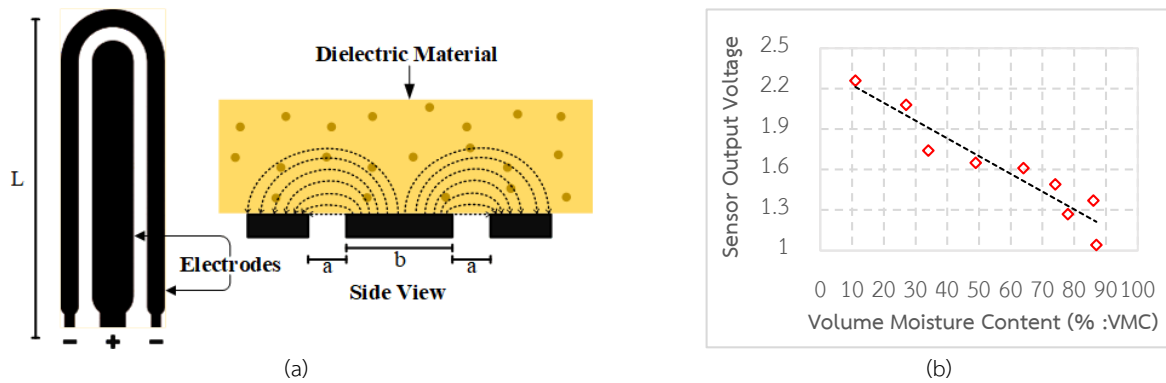 L
Electrodes
− + −
Dielectric Material
a b a
Side View
(a)
Sensor Output Voltage
2.5
2.2
1.9
1.6
1.3
1
0 10 20 30 40 50 60 70 80 90 100
Volume Moisture Content (% :VMC)
(b)